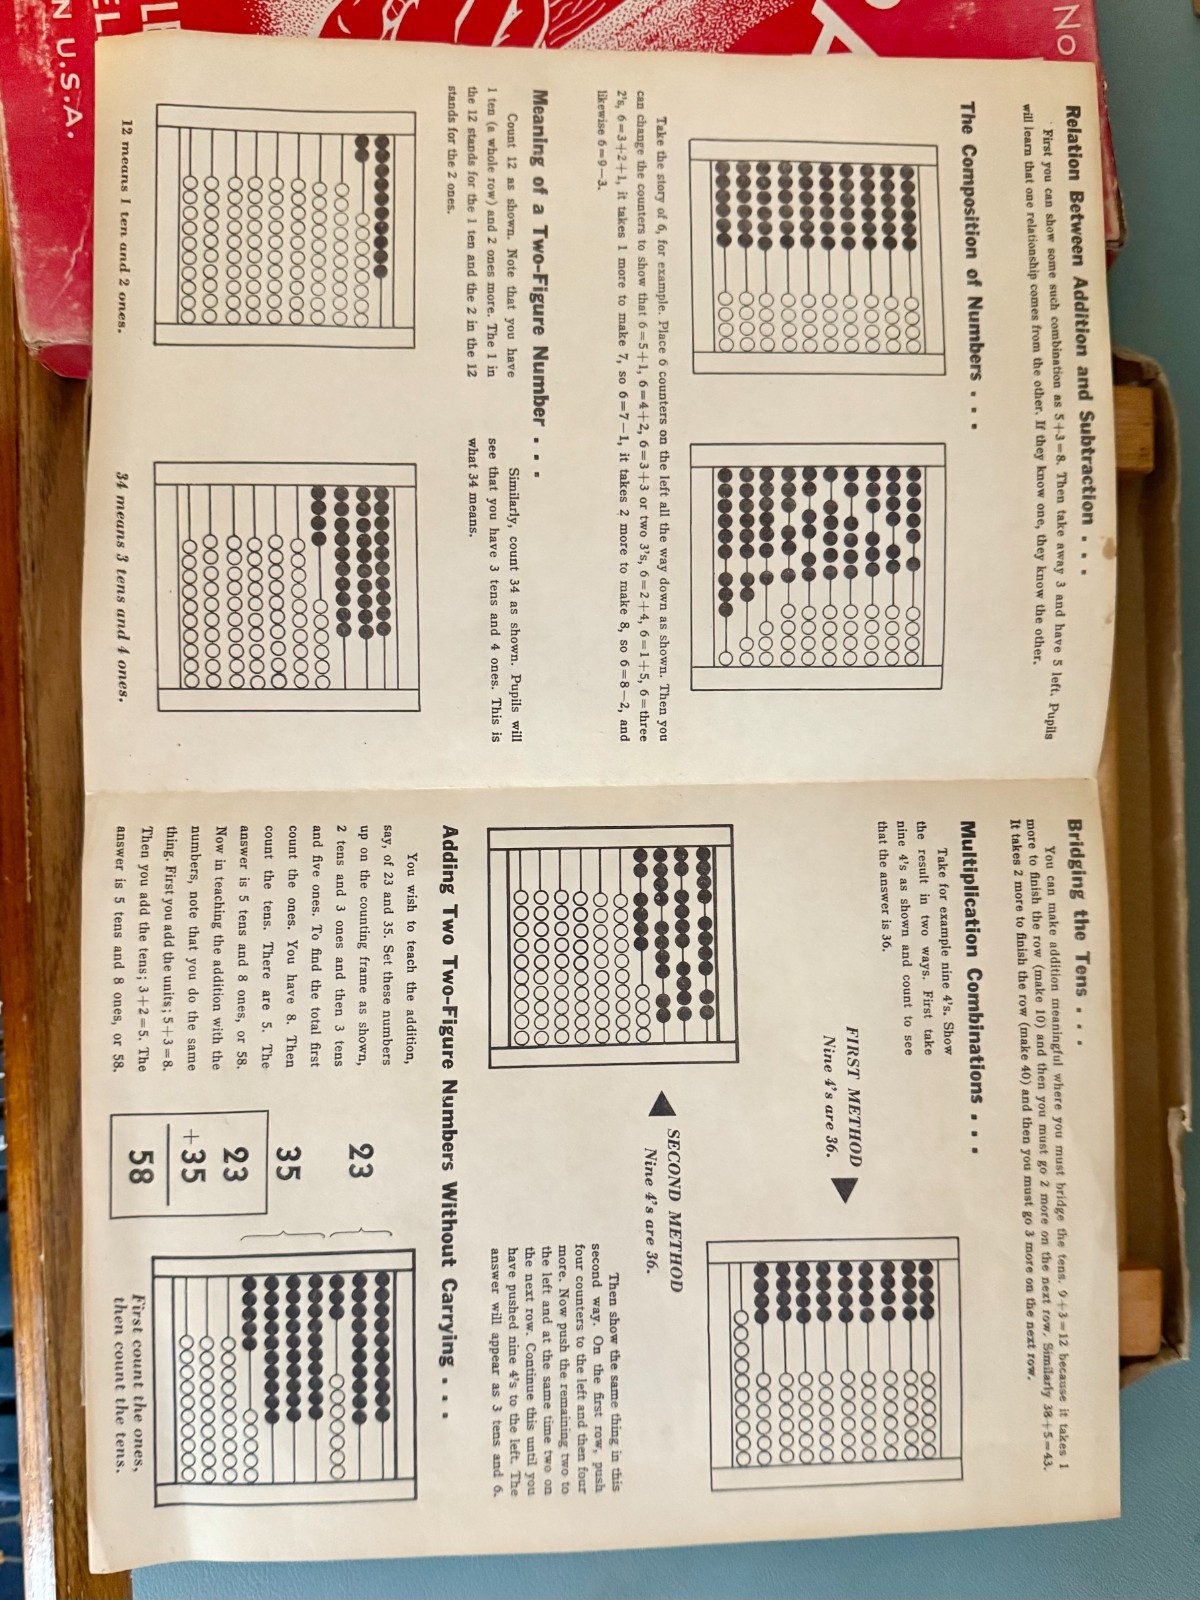 Relation Between Addition and Subtraction . . . .
First you can show some such combination as 5+3=8. Then take away 3 and have 5 left. Pupils
will learn that one relationship comes from the other. If they know one, they know the other.
The Composition of Numbers . . . .
Take the story of 6, for example. Place 6 counters on the left all the way down as shown. Then you
can change the counters to show that 6=5+1, 6=4+2, 6=3+3 or two 3's, 6=2+4, 6=1+5, 6=three
2's, 6=3+2+1, it takes 1 more to make 7, so 6=7−1, it takes 2 more to make 8, so 6=8−2, and
likewise 6=9−3.
Meaning of a Two-Figure Number . . . .
Count 12 as shown. Note that you have
1 ten (a whole row) and 2 ones more. The 1 in
the 12 stands for the 1 ten and the 2 in the 12
stands for the 2 ones.
Similarly, count 34 as shown. Pupils will
see that you have 3 tens and 4 ones. This is
what 34 means.
12 means 1 ten and 2 ones.
34 means 3 tens and 4 ones.
Bridging the Tens . . . .
You can make addition meaningful where you must bridge the tens. 9+3=12 because it takes 1
more to finish the row (make 10) and then you must go 2 more on the next row. Similarly 38+5=43.
It takes 2 more to finish the row (make 40) and then you must go 3 more on the next row.
Multiplication Combinations . . . .
Take for example nine 4's. Show
the result in two ways. First take
nine 4's as shown and count to see
that the answer is 36.
FIRST METHOD
Nine 4's are 36.
SECOND METHOD
Nine 4's are 36.
Then show the same thing in this
second way. On the first row, push
four counters to the left and then four
more. Now push the remaining two to
the left and at the same time two on
the next row. Continue this until you
have pushed nine 4's to the left. The
answer will appear as 3 tens and 6.
Adding Two Two-Figure Numbers Without Carrying . . . .
You wish to teach the addition,
say, of 23 and 35. Set these numbers
up on the counting frame as shown,
2 tens and 3 ones and then 3 tens
and five ones. To find the total first
count the ones. You have 8. Then
count the tens. There are 5. The
answer is 5 tens and 8 ones, or 58.
Now in teaching the addition with the
numbers, note that you do the same
thing. First you add the units; 5+3=8.
Then you add the tens; 3+2=5. The
answer is 5 tens and 8 ones, or 58.
23
35
23
+35
58
First count the ones,
then count the tens.
No
U.S.A.